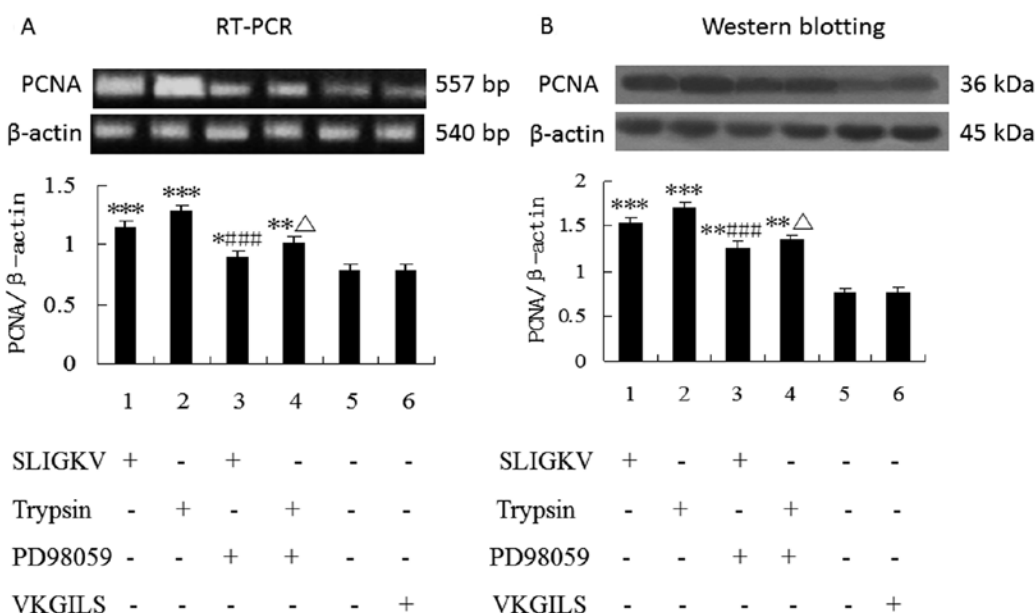 A RT-PCR
PCNA 557 bp
β-actin 540 bp
PCNA/β-actin
1.5
1
0.5
0
***
***
*###
**△
1 2 3 4 5 6
SLIGKV + - + - - -
Trypsin - + - + - -
PD98059 - - + + - -
VKGILS - - - - - +
B Western blotting
PCNA 36 kDa
β-actin 45 kDa
PCNA/β-actin
2
1.5
1
0.5
0
***
***
**###
**△
1 2 3 4 5 6
SLIGKV + - + - - -
Trypsin - + - + - -
PD98059 - - + + - -
VKGILS - - - - - +